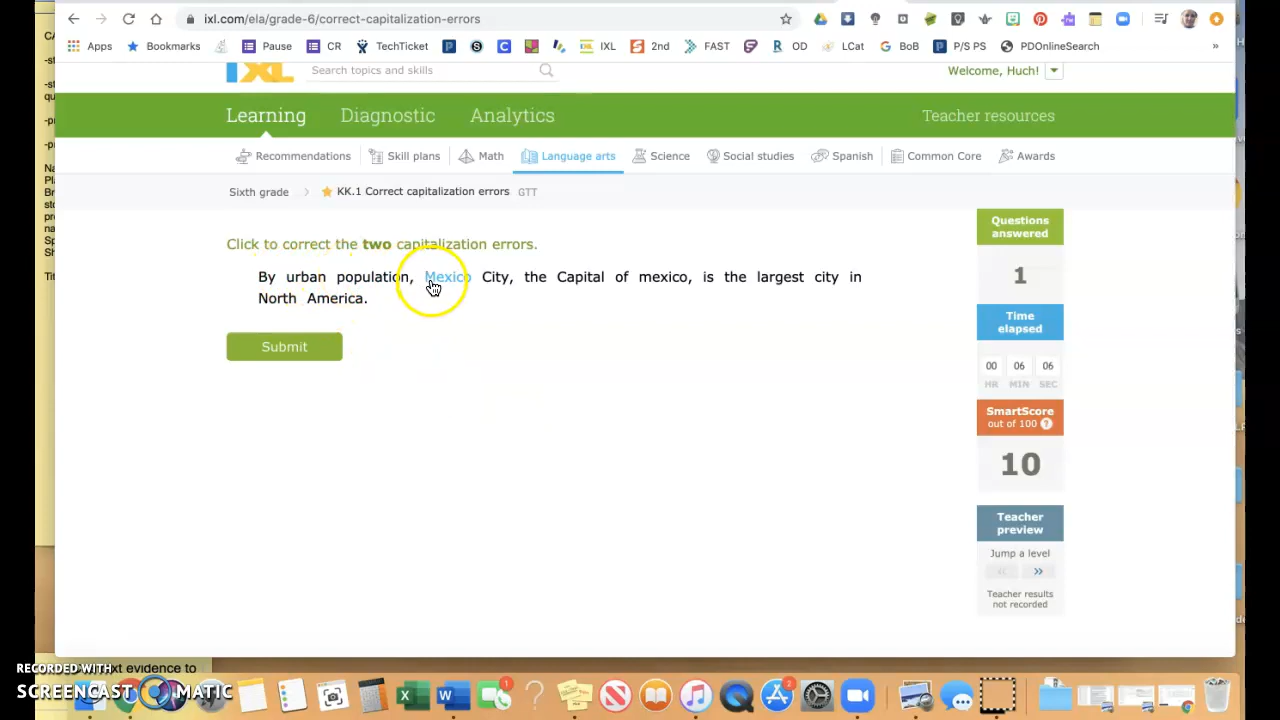 ixl.com/ela/grade-6/correct-capitalization-errors
Apps Bookmarks Pause CR TechTicket IXL 2nd FAST OD LCat BoB P/S PS PDOnlineSearch »
IXL Search topics and skills Welcome, Huch!
Learning Diagnostic Analytics Teacher resources
Recommendations Skill plans Math Language arts Science Social studies Spanish Common Core Awards
Sixth grade > KK.1 Correct capitalization errors GTT
Click to correct the two capitalization errors.
By urban population, Mexico City, the Capital of mexico, is the largest city in
North America.
Submit
Questions
answered
1
Time
elapsed
00 06 06
HR MIN SEC
SmartScore
out of 100 ?
10
Teacher
preview
Jump a level
Teacher results
not recorded
RECORDED WITH
SCREENCAST MATIC
xt evidence to